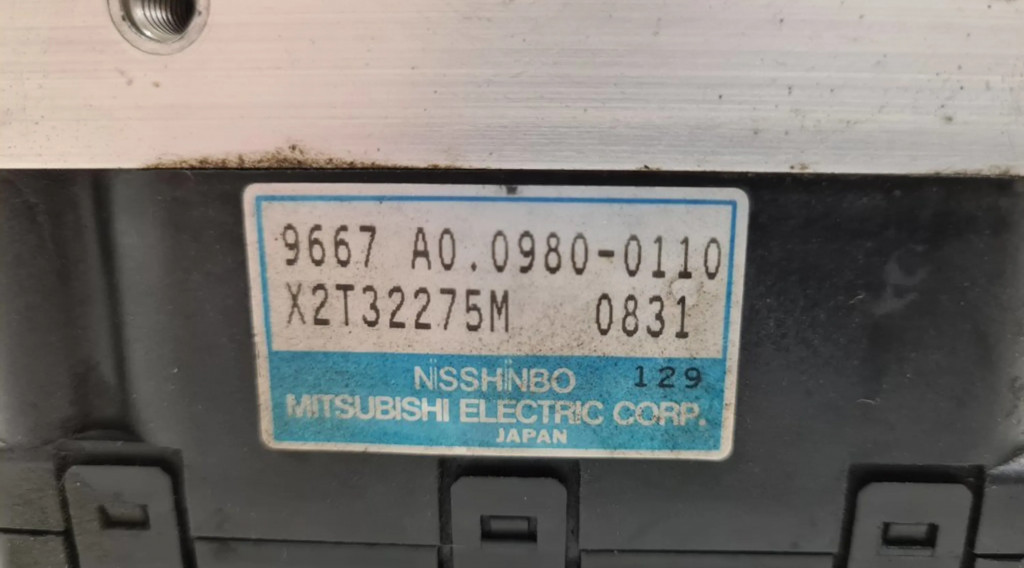 9667 A0.0980-0110
X2T32275M 0831
NISSHINBO 129
MITSUBISHI ELECTRIC CORP.
JAPAN